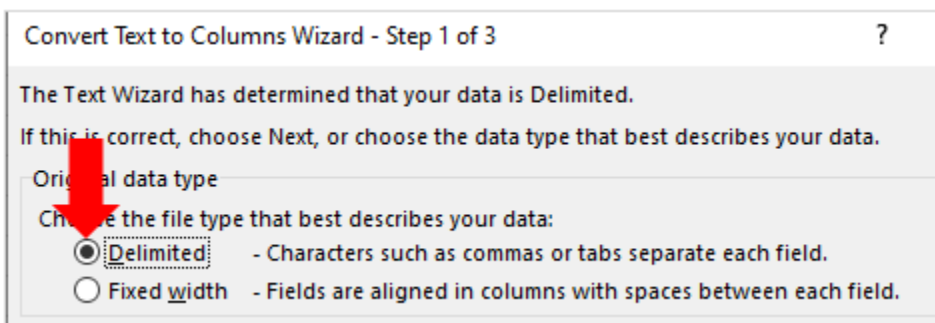 Convert Text to Columns Wizard - Step 1 of 3 ?
The Text Wizard has determined that your data is Delimited.
If this is correct, choose Next, or choose the data type that best describes your data.
Original data type
Choose the file type that best describes your data:
Delimited - Characters such as commas or tabs separate each field.
Fixed width - Fields are aligned in columns with spaces between each field.